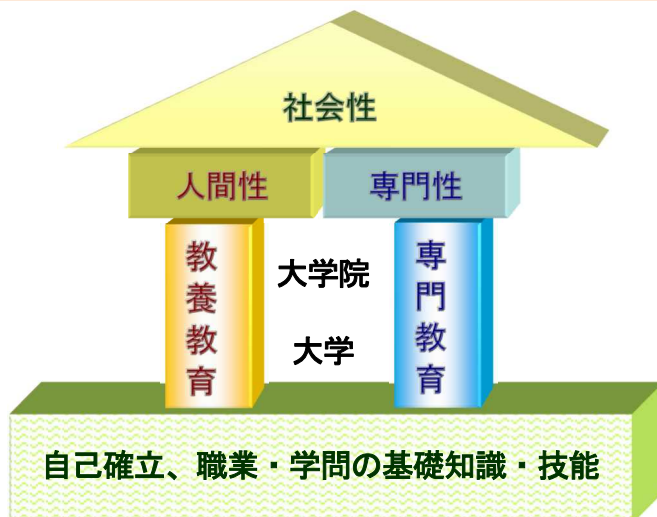 社会性
人間性
専門性
教養教育
大学院
大学
専門教育
自己確立、職業・学問の基礎知識・技能